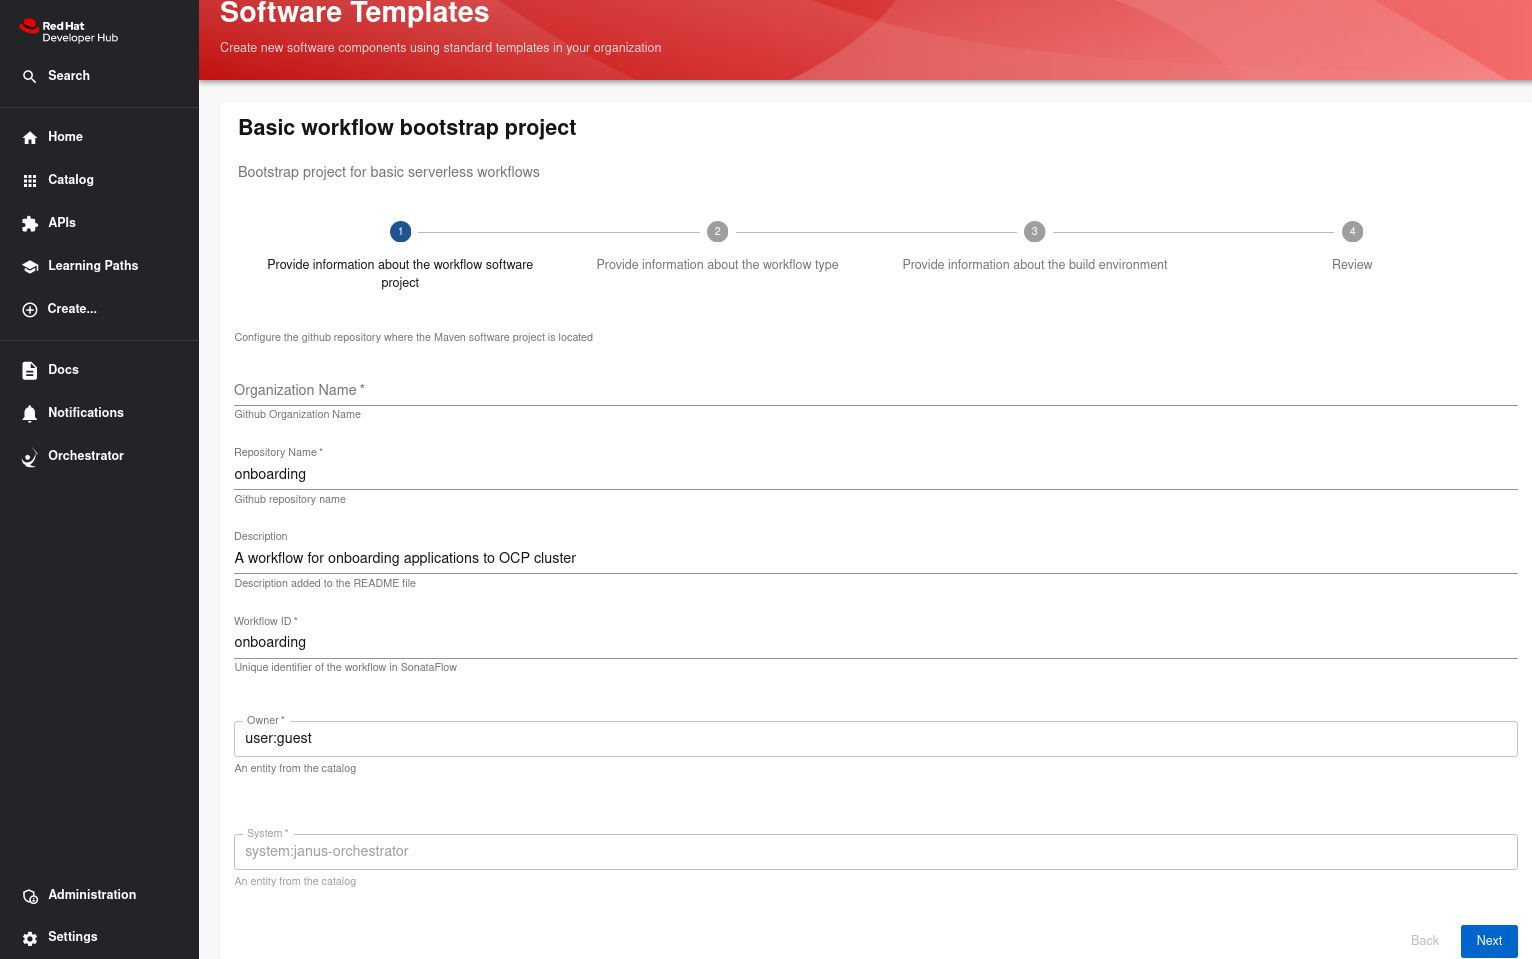 Red Hat
Developer Hub
Search
Home
Catalog
APIs
Learning Paths
Create...
Docs
Notifications
Orchestrator
Administration
Settings
Software Templates
Create new software components using standard templates in your organization
Basic workflow bootstrap project
Bootstrap project for basic serverless workflows
1
2
3
4
Provide information about the workflow software
project
Provide information about the workflow type
Provide information about the build environment
Review
Configure the github repository where the Maven software project is located
Organization Name *
Github Organization Name
Repository Name *
onboarding
Github repository name
Description
A workflow for onboarding applications to OCP cluster
Description added to the README file
Workflow ID *
onboarding
Unique identifier of the workflow in SonataFlow
Owner *
user:guest
An entity from the catalog
System *
system:janus-orchestrator
An entity from the catalog
Back
Next